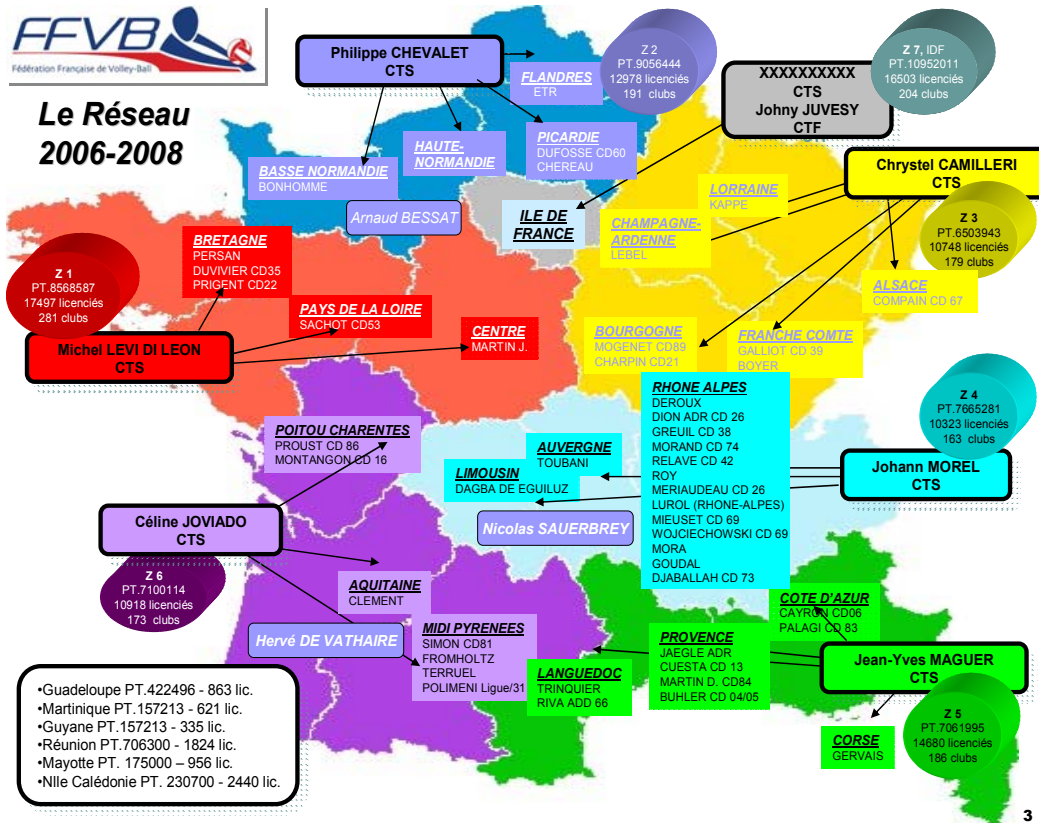 FFVB
Fédération Française de Volley-Ball
Le Réseau
2006-2008
Philippe CHEVALET
CTS
FLANDRES
ETR
Z 2
PT.9056444
12978 licenciés
191 clubs
XXXXXXXXXX
CTS
Johny JUVESY
CTF
Z 7, IDF
PT.10952011
16503 licenciés
204 clubs
HAUTE-
NORMANDIE
PICARDIE
DUFOSSE CD60
CHEREAU
BASSE NORMANDIE
BONHOMME
Arnaud BESSAT
ILE DE
FRANCE
Chrystel CAMILLERI
CTS
LORRAINE
KAPPE
CHAMPAGNE-
ARDENNE
LEBEL
Z 3
PT.6503943
10748 licenciés
179 clubs
ALSACE
COMPAIN CD 67
BRETAGNE
PERSAN
DUVIVIER CD35
PRIGENT CD22
Z 1
PT.8568587
17497 licenciés
281 clubs
PAYS DE LA LOIRE
SACHOT CD53
CENTRE
MARTIN J.
Michel LEVI DI LEON
CTS
BOURGOGNE
MOGENET CD89
CHARPIN CD21
FRANCHE COMTE
GALLIOT CD 39
BOYER
RHONE ALPES
DEROUX
DION ADR CD 26
GREUIL CD 38
MORAND CD 74
RELAVE CD 42
ROY
MERIAUDEAU CD 26
LUROL (RHONE-ALPES)
MIEUSET CD 69
WOJCIECHOWSKI CD 69
MORA
GOUDAL
DJABALLAH CD 73
Z 4
PT.7665281
10323 licenciés
163 clubs
Johann MOREL
CTS
POITOU CHARENTES
PROUST CD 86
MONTANGON CD 16
AUVERGNE
TOUBANI
LIMOUSIN
DAGBA DE EGUILUZ
Nicolas SAUERBREY
Céline JOVIADO
CTS
Z 6
PT.7100114
10918 licenciés
173 clubs
AQUITAINE
CLEMENT
Hervé DE VATHAIRE
MIDI PYRENEES
SIMON CD81
FROMHOLTZ
TERRUEL
POLIMENI Ligue/31
LANGUEDOC
TRINQUIER
RIVA ADD 66
PROVENCE
JAEGLE ADR
CUESTA CD 13
MARTIN D. CD84
BUHLER CD 04/05
COTE D'AZUR
CAYRON CD06
PALAGI CD 83
Jean-Yves MAGUER
CTS
Z 5
PT.7061995
14680 licenciés
186 clubs
CORSE
GERVAIS
•Guadeloupe PT.422496 - 863 lic.
•Martinique PT.157213 - 621 lic.
•Guyane PT.157213 - 335 lic.
•Réunion PT.706300 - 1824 lic.
•Mayotte PT. 175000 – 956 lic.
•Nlle Calédonie PT. 230700 - 2440 lic.
3